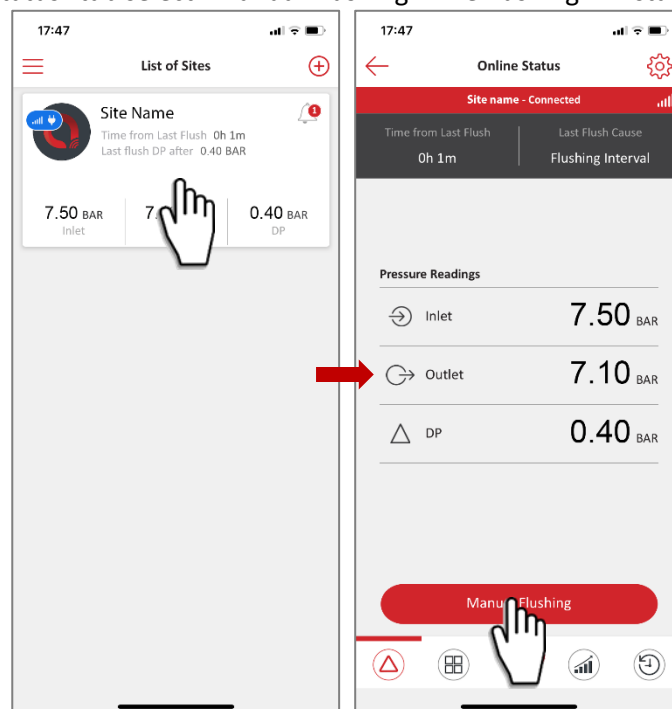 17:47
List of Sites
Site Name
1
Time from Last Flush 0h 1m
Last flush DP after 0.40 BAR
7.50 BAR 0.40 BAR
Inlet DP
17:47
Online Status
Site name - Connected
Time from Last Flush Last Flush Cause
0h 1m Flushing Interval
Pressure Readings
Inlet 7.50 BAR
Outlet 7.10 BAR
DP 0.40 BAR
Manual Flushing